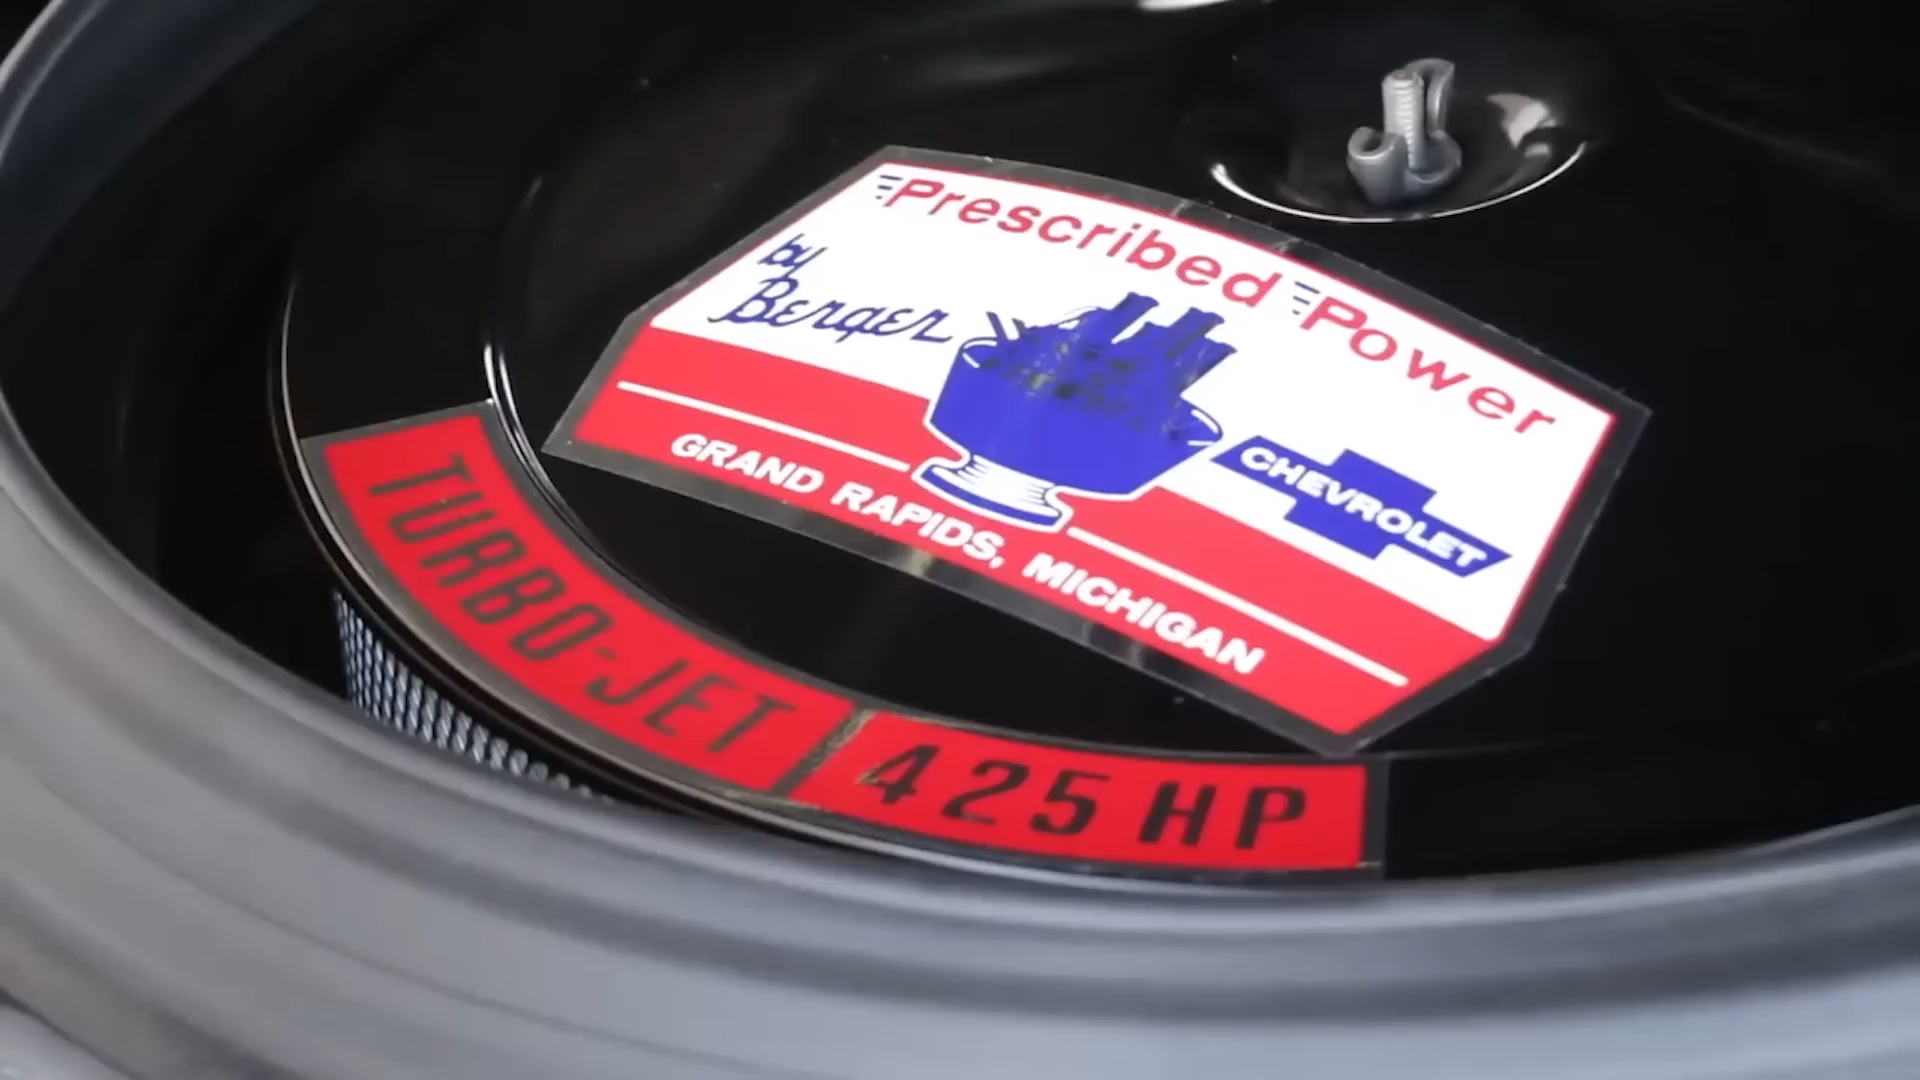 Prescribed Power
by
Berger
CHEVROLET
GRAND RAPIDS, MICHIGAN
TURBO-JET
425 HP